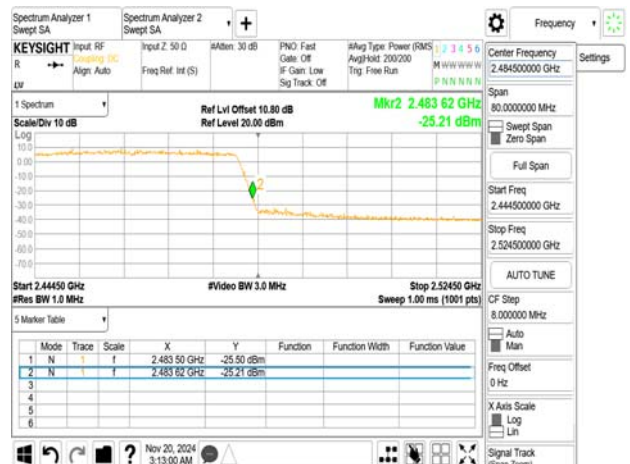 Spectrum Analyzer 1
Swept SA
Spectrum Analyzer 2
Swept SA
Frequency
KEYSIGHT
R
Input: RF
Coupling: DC
Align: Auto
Input Z: 50 Ω
Freq Ref: Int (S)
#Atten: 30 dB
PNO: Fast
Gate: Off
IF Gain: Low
Sig Track: Off
#Avg Type: Power (RMS
Avg|Hold: 200/200
Trig: Free Run
1 2 3 4 5 6
M W W W W W
P N N N N N
1 Spectrum
Scale/Div 10 dB
Ref Lvl Offset 10.80 dB
Ref Level 20.00 dBm
Mkr2 2.483 62 GHz
-25.21 dBm
Log
10.0
0.00
-10.0
-20.0
-30.0
-40.0
-50.0
-60.0
-70.0
2
Start 2.44450 GHz
#Res BW 1.0 MHz
#Video BW 3.0 MHz
Stop 2.52450 GHz
Sweep 1.00 ms (1001 pts)
5 Marker Table
Mode Trace Scale X Y Function Function Width Function Value
1 N 1 f 2.483 50 GHz -25.50 dBm
2 N 1 f 2.483 62 GHz -25.21 dBm
3
4
5
6
Nov 20, 2024
3:13:00 AM
Center Frequency
2.484500000 GHz
Settings
Span
80.0000000 MHz
Swept Span
Zero Span
Full Span
Start Freq
2.444500000 GHz
Stop Freq
2.524500000 GHz
AUTO TUNE
CF Step
8.000000 MHz
Auto
Man
Freq Offset
0 Hz
X Axis Scale
Log
Lin
Signal Track
(Span Zoom)